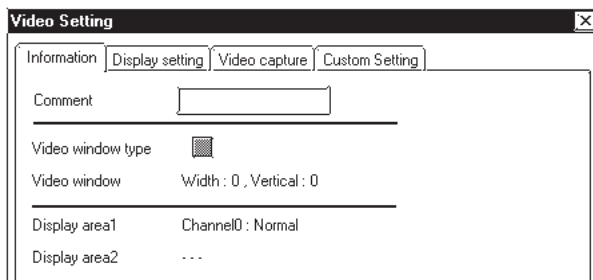 Video Setting
Information Display setting Video capture Custom Setting
Comment
Video window type
Video window Width : 0 , Vertical : 0
Display area1 Channel0 : Normal
Display area2 - - -